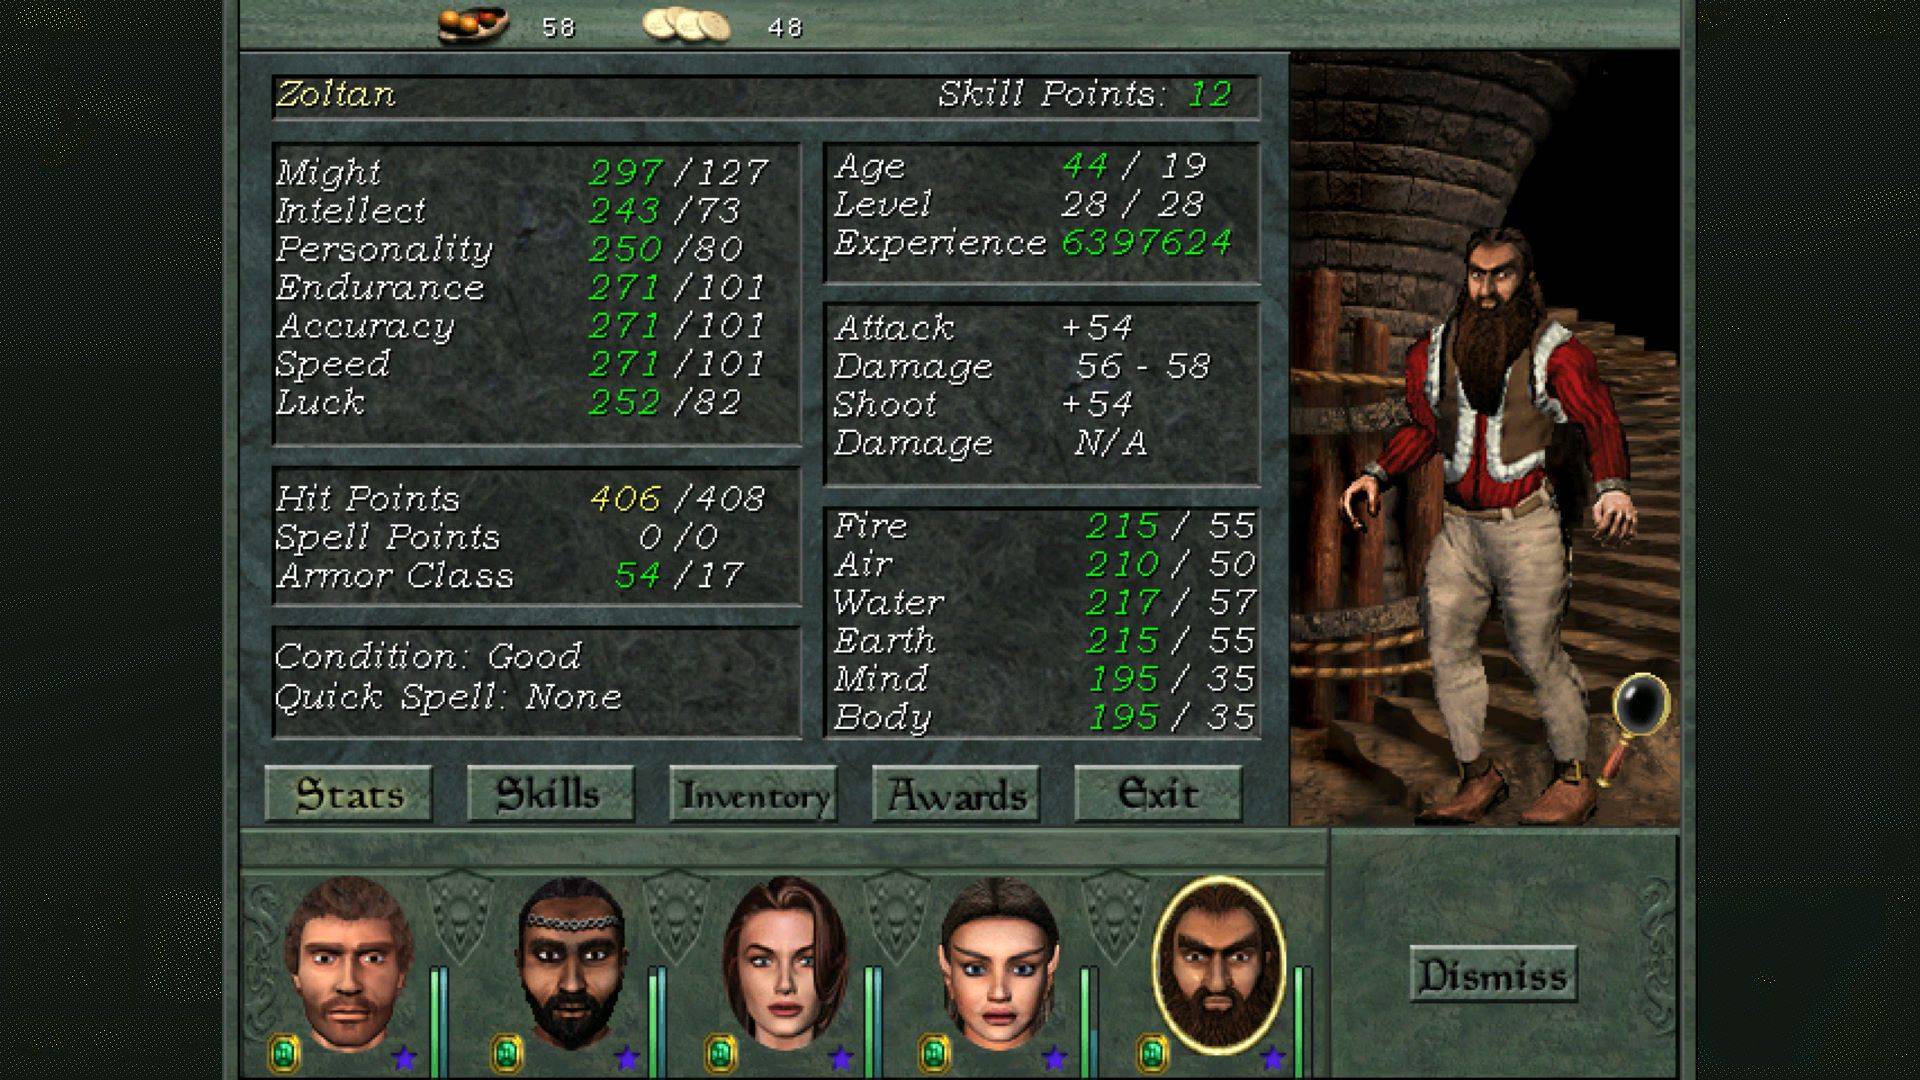 58 48
Zoltan Skill Points: 12
Might 297 /127
Intellect 243 /73
Personality 250 /80
Endurance 271 /101
Accuracy 271 /101
Speed 271 /101
Luck 252 /82
Age 44 / 19
Level 28 / 28
Experience 6397624
Attack +54
Damage 56 - 58
Shoot +54
Damage N/A
Hit Points 406 /408
Spell Points 0 /0
Armor Class 54 /17
Condition: Good
Quick Spell: None
Fire 215 / 55
Air 210 / 50
Water 217 / 57
Earth 215 / 55
Mind 195 / 35
Body 195 / 35
Stats Skills Inventory Awards Exit
Dismiss